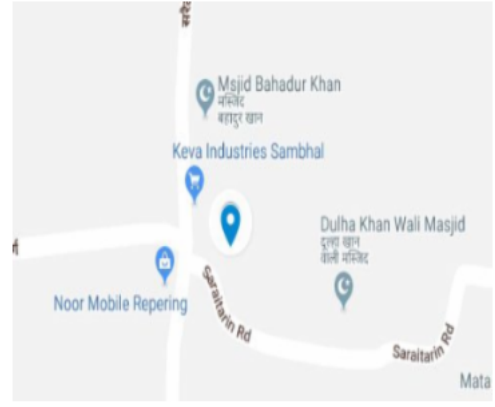 Msjid Bahadur Khan
मस्जिद
बहादुर खान
Keva Industries Sambhal
Dulha Khan Wali Masjid
दूल्हा खान
वाली मस्जिद
Noor Mobile Repering
Saraitarin Rd
Saraitarin Rd
Mata